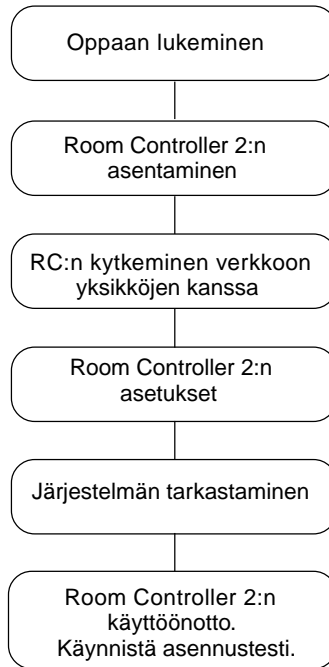 Oppaan lukeminen
Room Controller 2:n
asentaminen
RC:n kytkeminen verkkoon
yksikköjen kanssa
Room Controller 2:n
asetukset
Järjestelmän tarkastaminen
Room Controller 2:n
käyttöönotto.
Käynnistä asennustesti.